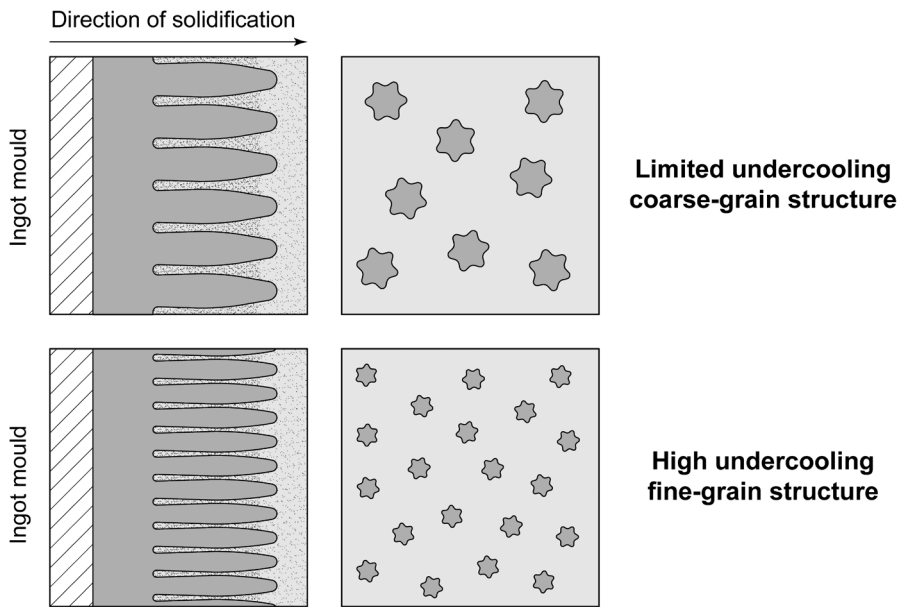 Direction of solidification
Ingot mould
Limited undercooling
coarse-grain structure
Ingot mould
High undercooling
fine-grain structure